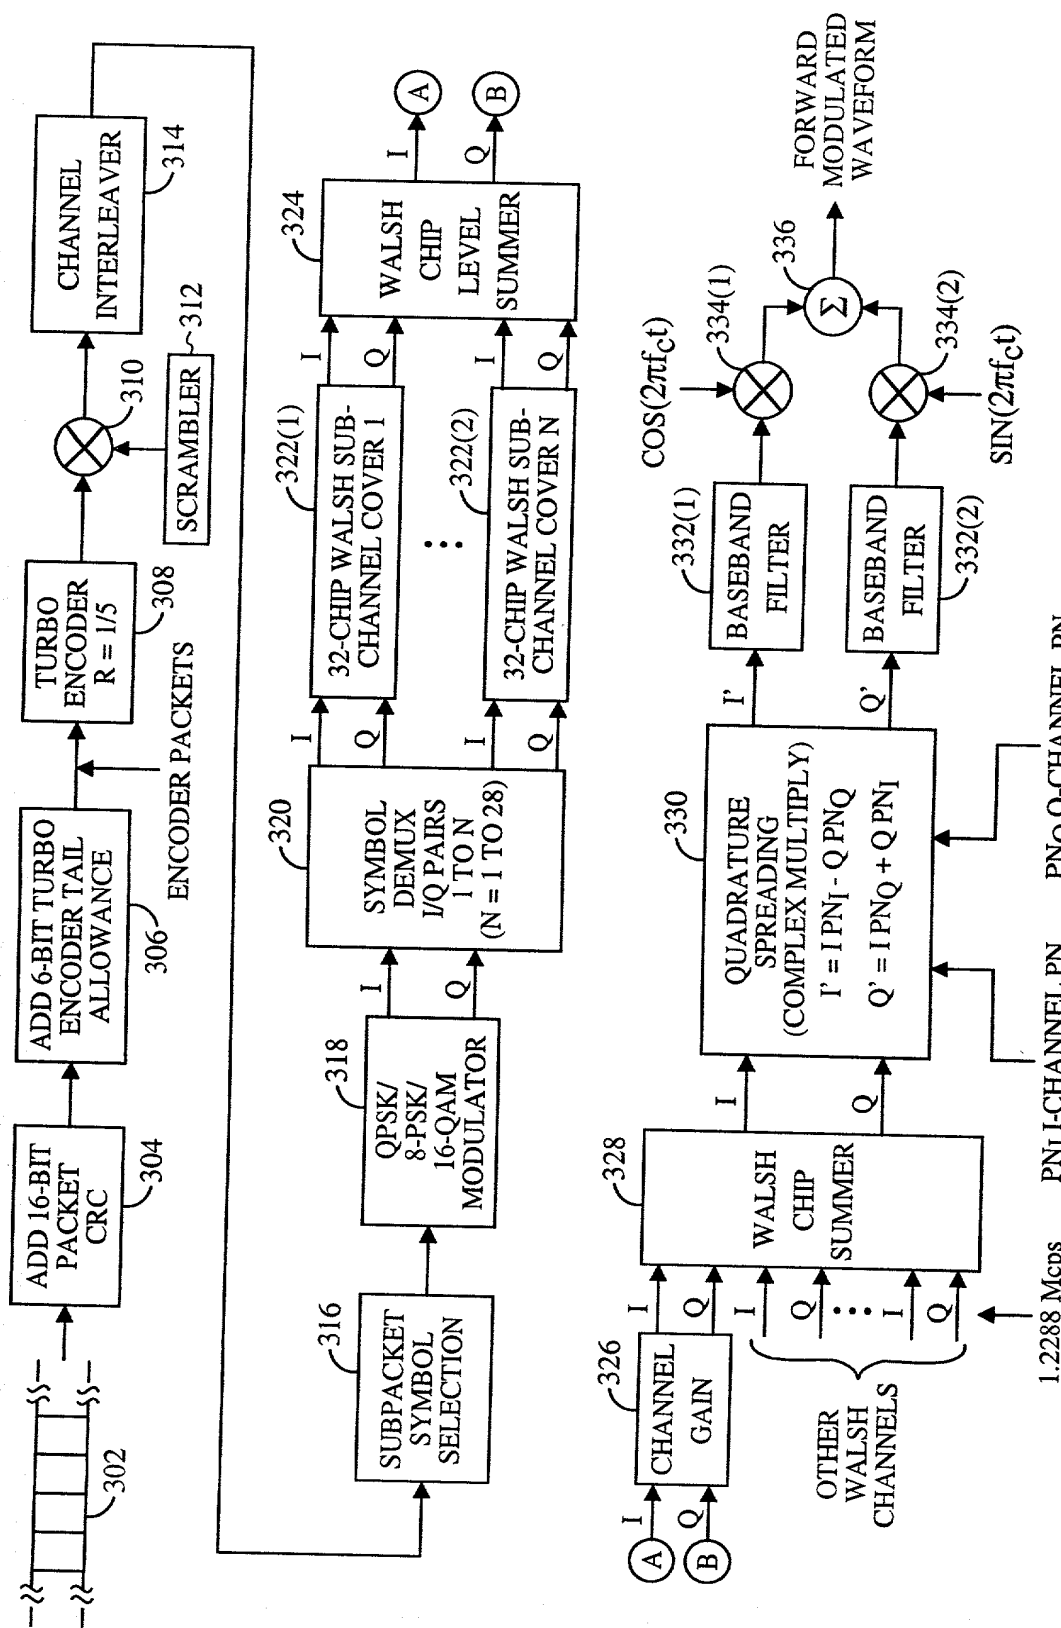 302
ADD 16-BIT
PACKET
CRC
304
ADD 6-BIT TURBO
ENCODER TAIL
ALLOWANCE
306
ENCODER PACKETS
TURBO
ENCODER
R = 1/5
308
310
SCRAMBLER
312
CHANNEL
INTERLEAVER
314
316
SUBPACKET
SYMBOL
SELECTION
318
QPSK/
8-PSK/
16-QAM
MODULATOR
I
Q
320
SYMBOL
DEMUX
I/Q PAIRS
1 TO N
(N = 1 TO 28)
I
Q
I
Q
322(1)
32-CHIP WALSH SUB-
CHANNEL COVER 1
322(2)
32-CHIP WALSH SUB-
CHANNEL COVER N
I
Q
I
Q
324
WALSH
CHIP
LEVEL
SUMMER
I
Q
A
B
A
B
I
Q
326
CHANNEL
GAIN
I
Q
I
Q
I
Q
OTHER
WALSH
CHANNELS
1.2288 Mcps
328
WALSH
CHIP
SUMMER
I
Q
330
QUADRATURE
SPREADING
(COMPLEX MULTIPLY)
I' = I PNI - Q PNQ
Q' = I PNQ + Q PNI
PNI I-CHANNEL PN
PNQ Q-CHANNEL PN
I'
Q'
332(1)
BASEBAND
FILTER
BASEBAND
FILTER
332(2)
COS(2πfct)
334(1)
334(2)
SIN(2πfct)
336
Σ
FORWARD
MODULATED
WAVEFORM